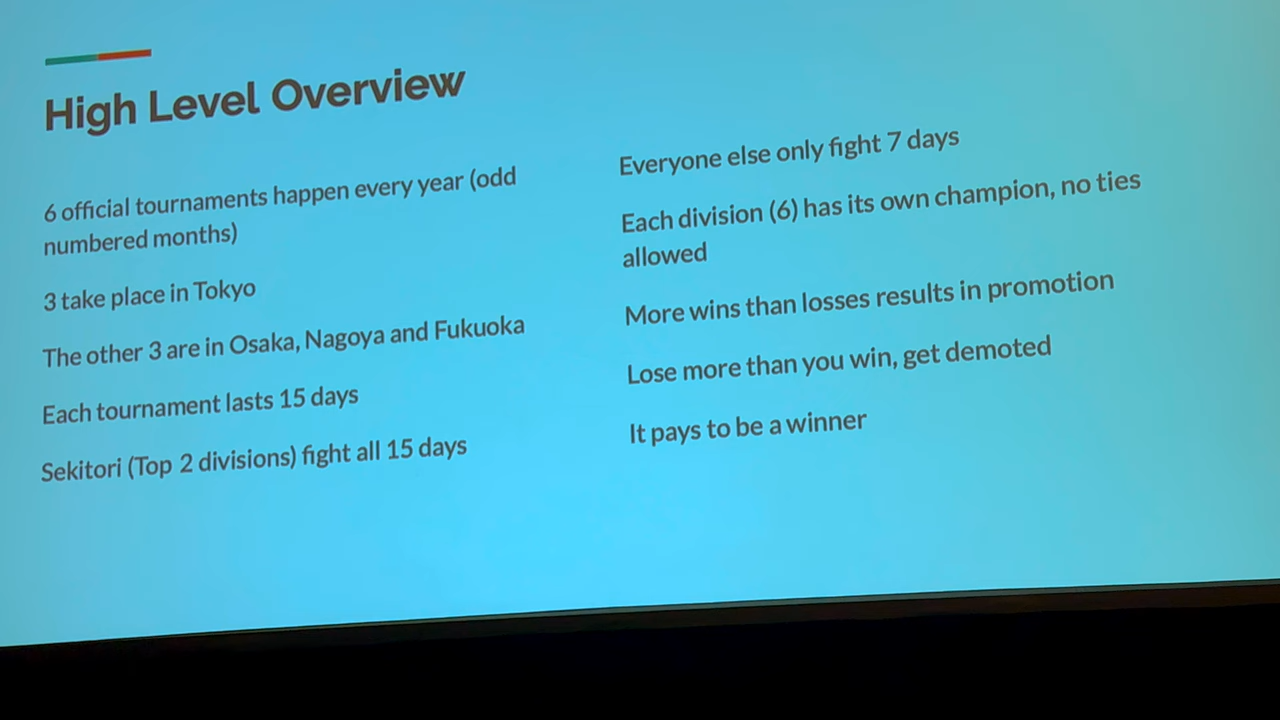 High Level Overview
6 official tournaments happen every year (odd
numbered months)
3 take place in Tokyo
The other 3 are in Osaka, Nagoya and Fukuoka
Each tournament lasts 15 days
Sekitori (Top 2 divisions) fight all 15 days
Everyone else only fight 7 days
Each division (6) has its own champion, no ties
allowed
More wins than losses results in promotion
Lose more than you win, get demoted
It pays to be a winner